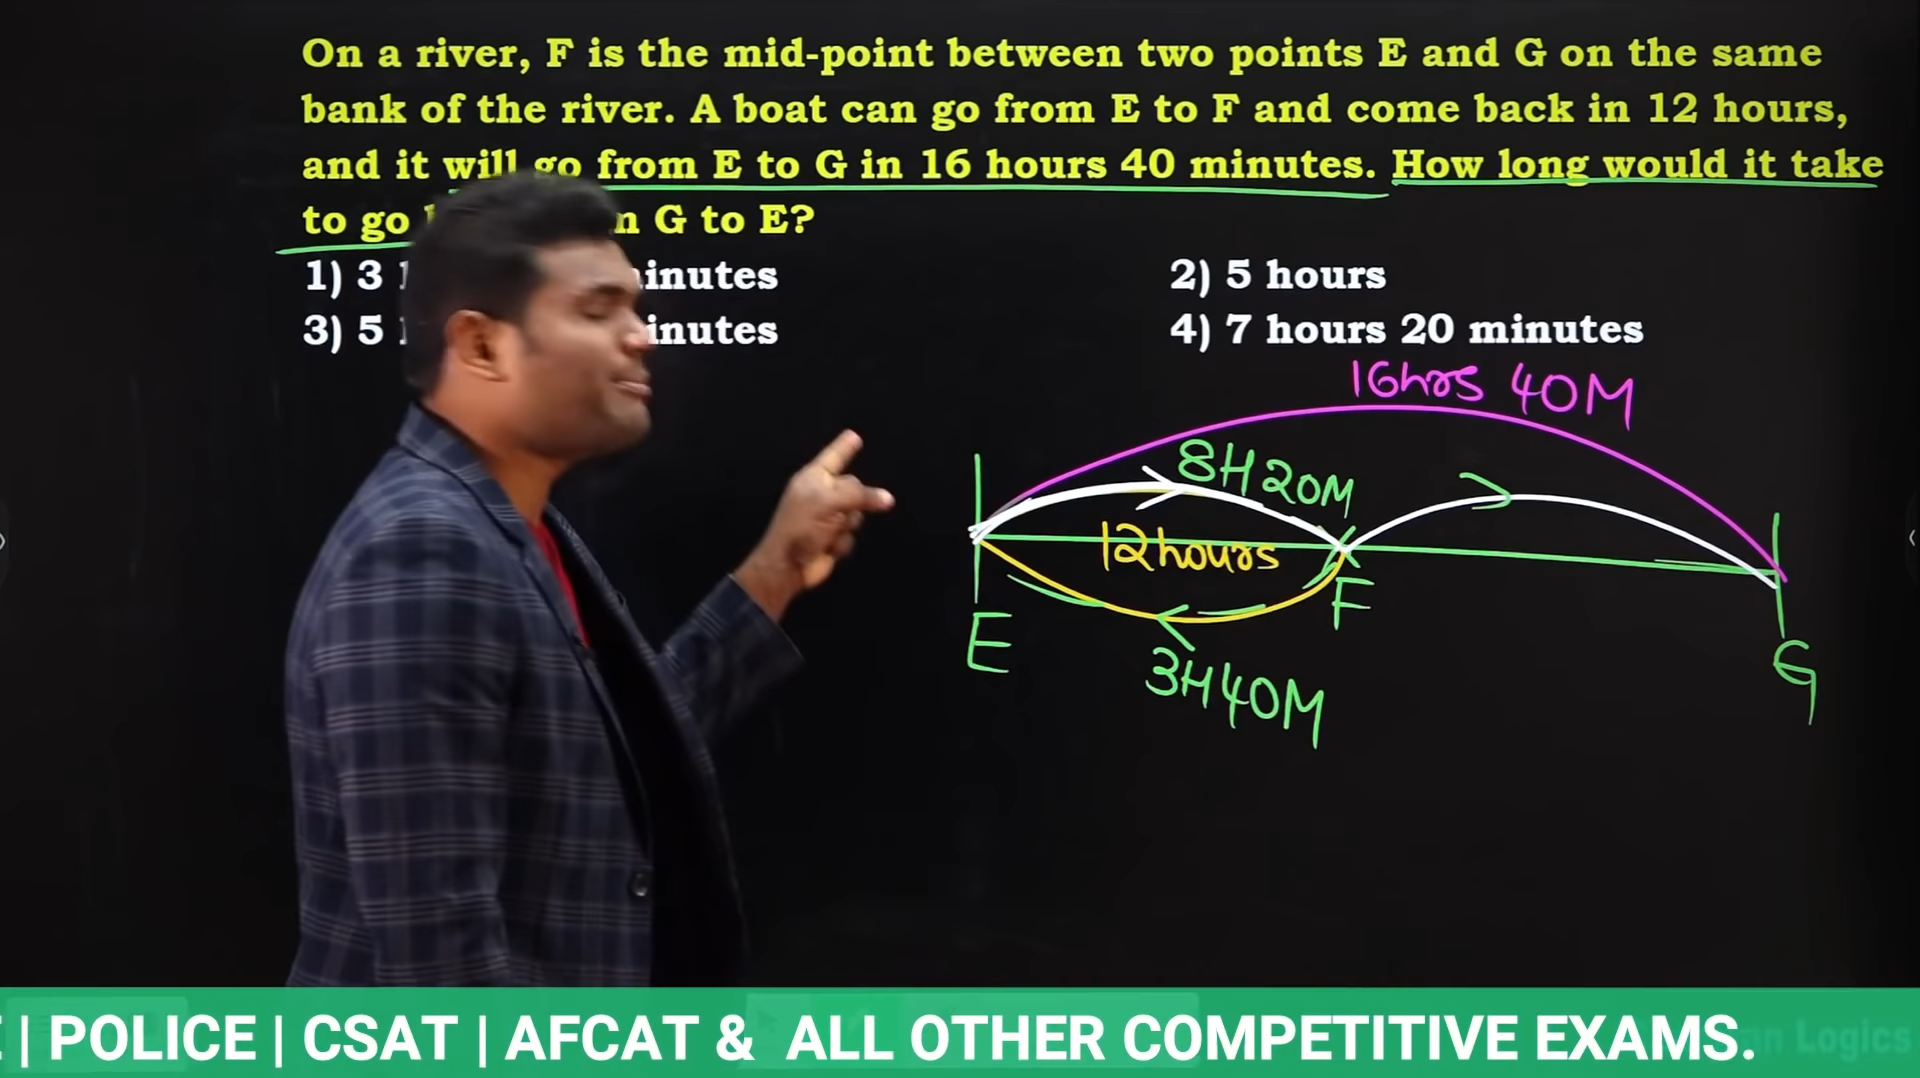 On a river, F is the mid-point between two points E and G on the same
bank of the river. A boat can go from E to F and come back in 12 hours,
and it will go from E to G in 16 hours 40 minutes. How long would it take
to go G to E?
1) 3 inutes
2) 5 hours
3) 5 inutes
4) 7 hours 20 minutes
16hrs 40M
8H 20M
12hours
F
E
3H40M
G
| POLICE | CSAT | AFCAT & ALL OTHER COMPETITIVE EXAMS.
Logics